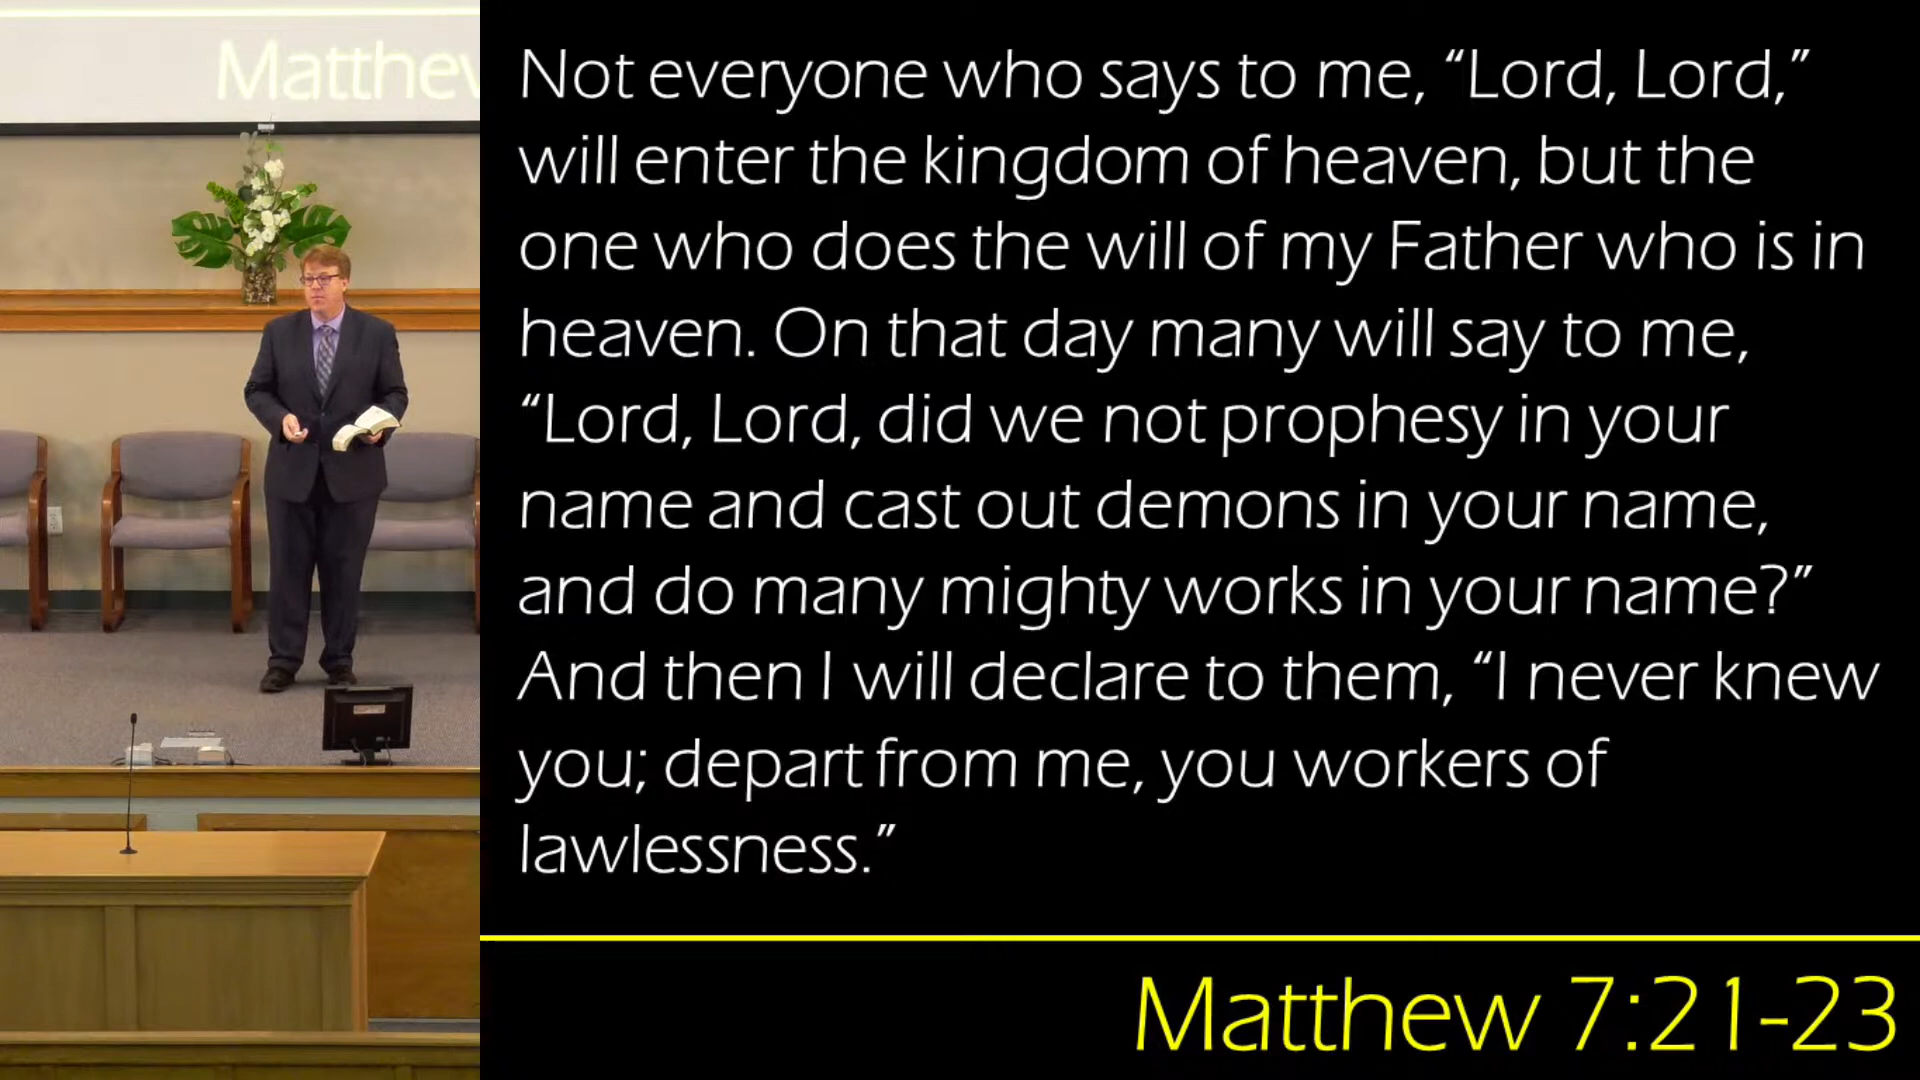 Matthew
Not everyone who says to me, “Lord, Lord,”
will enter the kingdom of heaven, but the
one who does the will of my Father who is in
heaven. On that day many will say to me,
“Lord, Lord, did we not prophesy in your
name and cast out demons in your name,
and do many mighty works in your name?”
And then I will declare to them, “I never knew
you; depart from me, you workers of
lawlessness.”
Matthew 7:21-23